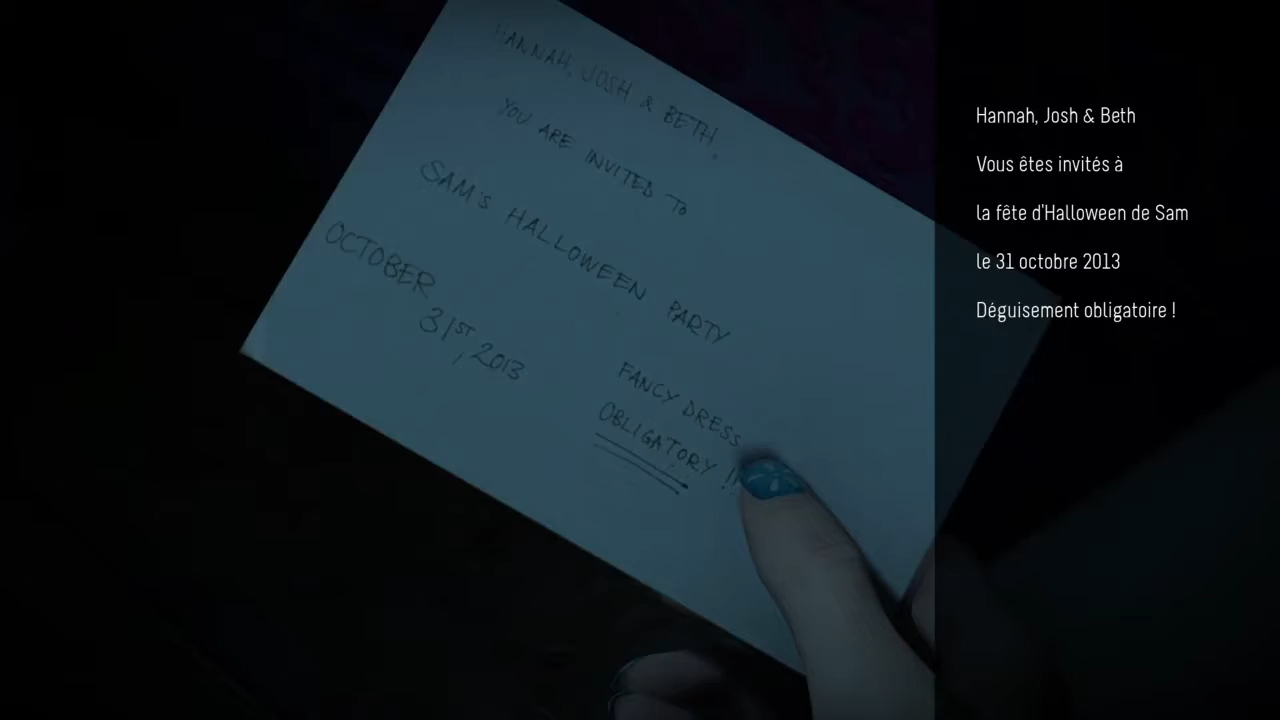 HANNAH, JOSH & BETH.
YOU ARE INVITED TO
SAM'S HALLOWEEN PARTY
OCTOBER
31ST, 2013
FANCY DRESS
OBLIGATORY !!
Hannah, Josh & Beth
Vous êtes invités à
la fête d'Halloween de Sam
le 31 octobre 2013
Déguisement obligatoire !